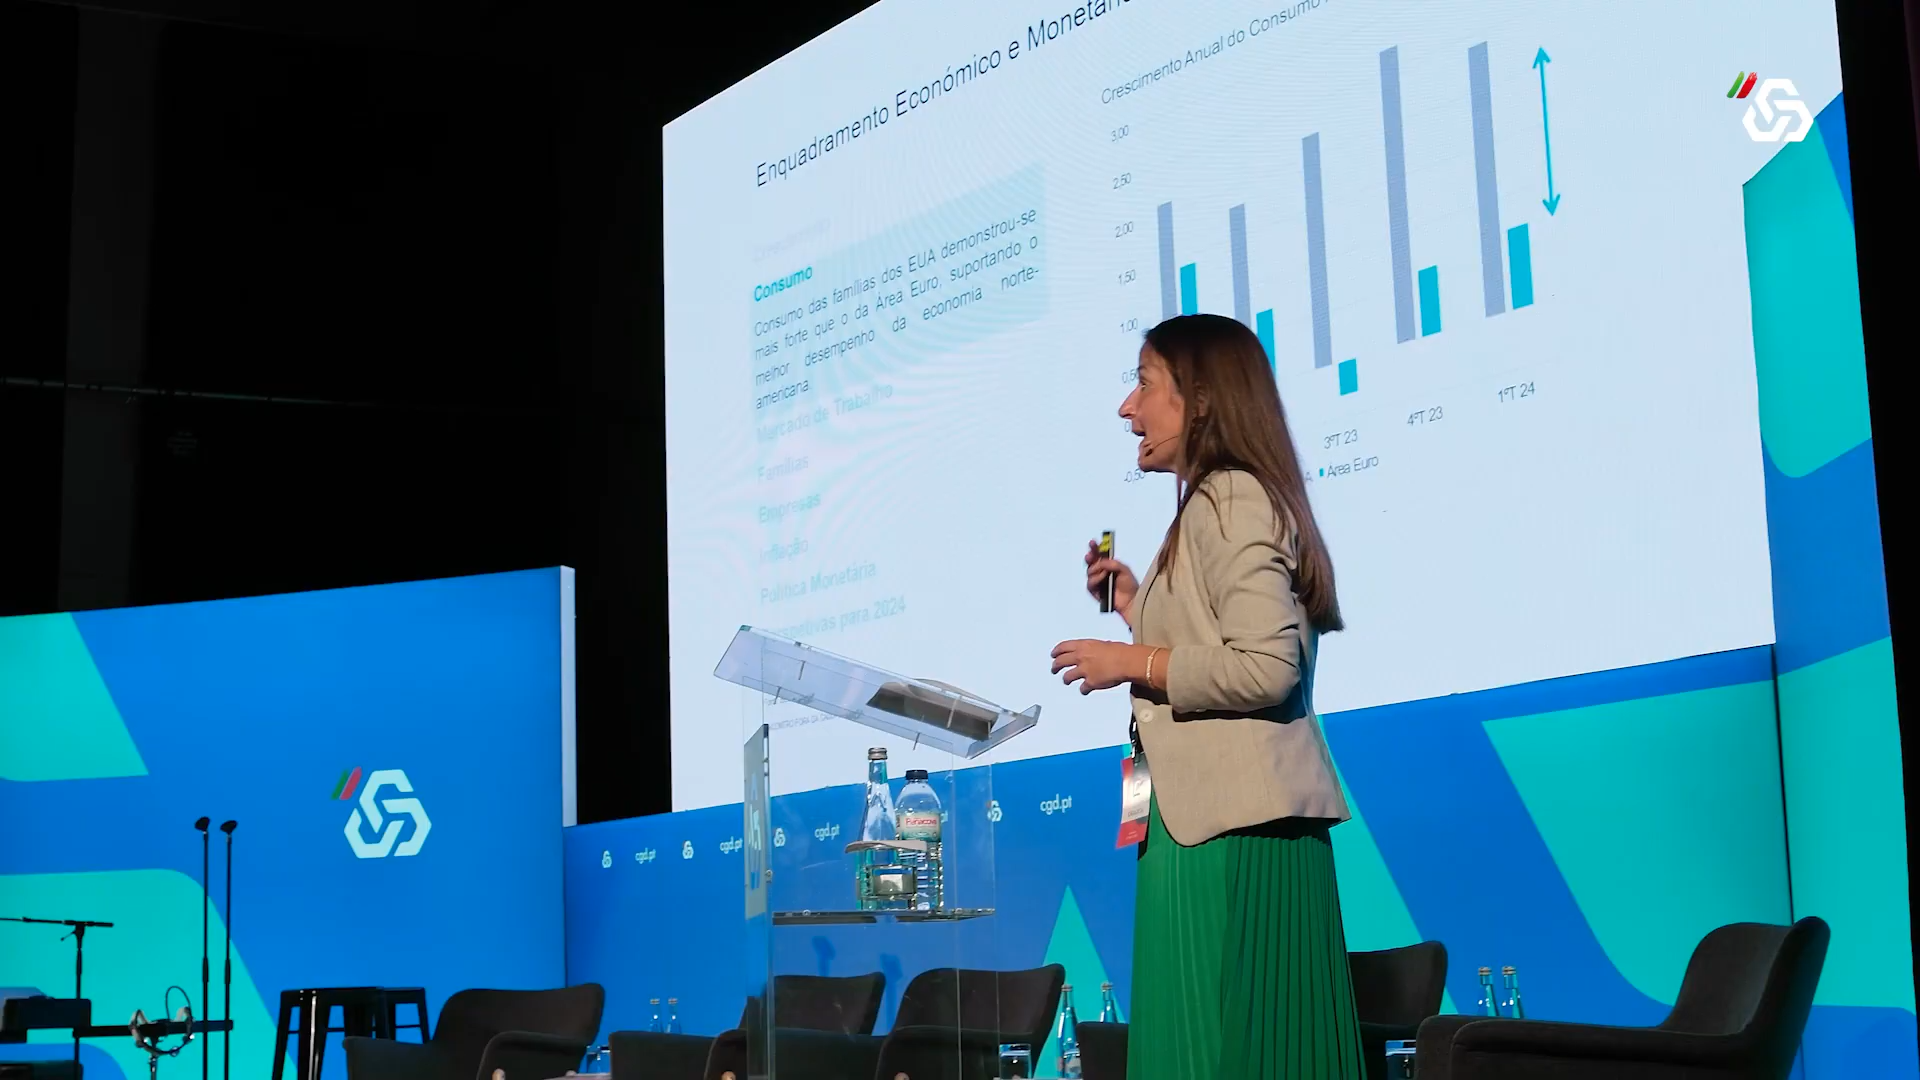 Enquadramento Económico e
Crescimento Anual do Consumo
Consumo
Consumo das famílias dos EUA demonstrou-se
mais forte que o da Área Euro, suportando o
melhor desempenho da economia norte-
americana.
Mercado de Trabalho
Famílias
Empresas
Inflação
Política Monetária
para 2024
3,00
2,50
2,00
1,50
1,00
-0,50
3ºT 23
4ºT 23
1ºT 24
Área Euro
cgd.pt
cgd.pt
cgd.pt
cgd.pt